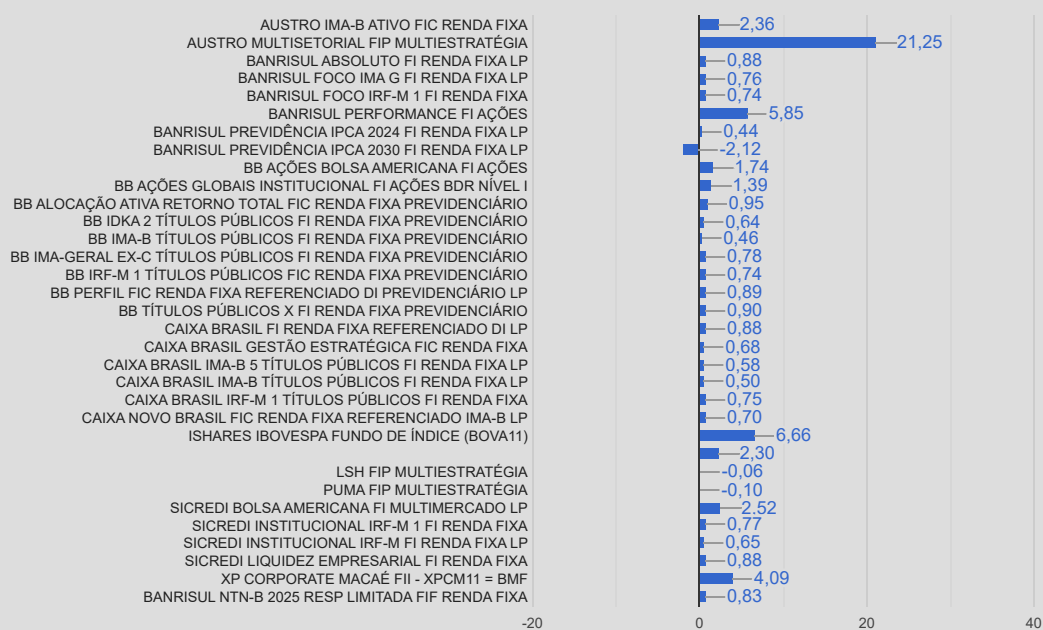 AUSTRO IMA-B ATIVO FIC RENDA FIXA 2,36
AUSTRO MULTISETORIAL FIP MULTIESTRATÉGIA 21,25
BANRISUL ABSOLUTO FI RENDA FIXA LP 0,88
BANRISUL FOCO IMA G FI RENDA FIXA LP 0,76
BANRISUL FOCO IRF-M 1 FI RENDA FIXA 0,74
BANRISUL PERFORMANCE FI AÇÕES 5,85
BANRISUL PREVIDÊNCIA IPCA 2024 FI RENDA FIXA LP 0,44
BANRISUL PREVIDÊNCIA IPCA 2030 FI RENDA FIXA LP -2,12
BB AÇÕES BOLSA AMERICANA FI AÇÕES 1,74
BB AÇÕES GLOBAIS INSTITUCIONAL FI AÇÕES BDR NÍVEL I 1,39
BB ALOCAÇÃO ATIVA RETORNO TOTAL FIC RENDA FIXA PREVIDENCIÁRIO 0,95
BB IDKA 2 TÍTULOS PÚBLICOS FI RENDA FIXA PREVIDENCIÁRIO 0,64
BB IMA-B TÍTULOS PÚBLICOS FI RENDA FIXA PREVIDENCIÁRIO 0,46
BB IMA-GERAL EX-C TÍTULOS PÚBLICOS FI RENDA FIXA PREVIDENCIÁRIO 0,78
BB IRF-M 1 TÍTULOS PÚBLICOS FIC RENDA FIXA PREVIDENCIÁRIO 0,74
BB PERFIL FIC RENDA FIXA REFERENCIADO DI PREVIDENCIÁRIO LP 0,89
BB TÍTULOS PÚBLICOS X FI RENDA FIXA PREVIDENCIÁRIO 0,90
CAIXA BRASIL FI RENDA FIXA REFERENCIADO DI LP 0,88
CAIXA BRASIL GESTÃO ESTRATÉGICA FIC RENDA FIXA 0,68
CAIXA BRASIL IMA-B 5 TÍTULOS PÚBLICOS FI RENDA FIXA LP 0,58
CAIXA BRASIL IMA-B TÍTULOS PÚBLICOS FI RENDA FIXA LP 0,50
CAIXA BRASIL IRF-M 1 TÍTULOS PÚBLICOS FI RENDA FIXA 0,75
CAIXA NOVO BRASIL FIC RENDA FIXA REFERENCIADO IMA-B LP 0,70
ISHARES IBOVESPA FUNDO DE ÍNDICE (BOVA11) 6,66
2,30
LSH FIP MULTIESTRATÉGIA -0,06
PUMA FIP MULTIESTRATÉGIA -0,10
SICREDI BOLSA AMERICANA FI MULTIMERCADO LP 2,52
SICREDI INSTITUCIONAL IRF-M 1 FI RENDA FIXA 0,77
SICREDI INSTITUCIONAL IRF-M FI RENDA FIXA LP 0,65
SICREDI LIQUIDEZ EMPRESARIAL FI RENDA FIXA 0,88
XP CORPORATE MACAÉ FII - XPCM11 = BMF 4,09
BANRISUL NTN-B 2025 RESP LIMITADA FIF RENDA FIXA 0,83
-20 0 20 40